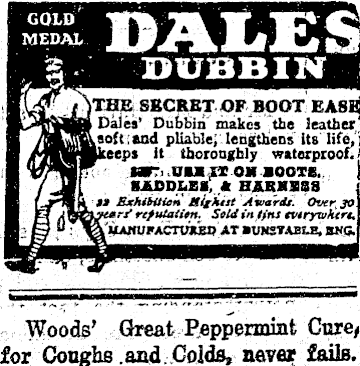 GOLD
MEDAL
DALES
DUBBIN
THE SECRET OF BOOT EASE
Dales' Dubbin makes the leather
soft and pliable, lengthens its life,
keeps it thoroughly waterproof.
USE IT ON BOOTS,
SADDLES, & HARNESS
22 Exhibition Highest Awards. Over 30
years' reputation. Sold in tins everywhere.
MANUFACTURED AT DUNSTABLE, ENG.
Woods' Great Peppermint Cure,
for Coughs and Colds, never fails.